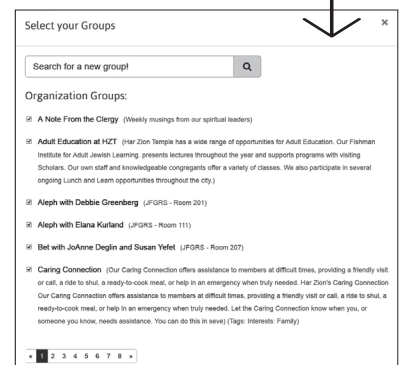 Select your Groups ×
Search for a new group!
Organization Groups:
A Note From the Clergy (Weekly musings from our spiritual leaders)
Adult Education at HZT (Har Zion Temple has a wide range of opportunities for Adult Education. Our Fishman
Institute for Adult Jewish Learning. presents lectures throughout the year and supports programs with visiting
Scholars. Our own staff and knowledgeable congregants offer a variety of classes. We also participate in several
ongoing Lunch and Learn opportunities throughout the city.)
Aleph with Debbie Greenberg (JFGRS - Room 201)
Aleph with Elana Kurland (JFGRS - Room 111)
Bet with JoAnne Deglin and Susan Yefet (JFGRS - Room 207)
Caring Connection (Our Caring Connection offers assistance to members at difficult times, providing a friendly visit
or call, a ride to shul, a ready-to-cook meal, or help in an emergency when truly needed. Har Zion's Caring Connection
Our Caring Connection offers assistance to members at difficult times, providing a friendly visit or call, a ride to shul, a
ready-to-cook meal, or help in an emergency when truly needed. Let the Caring Connection know when you, or
someone you know, needs assistance. You can do this in seve) (Tags: Interests: Family)
« 1 2 3 4 5 6 7 8 »